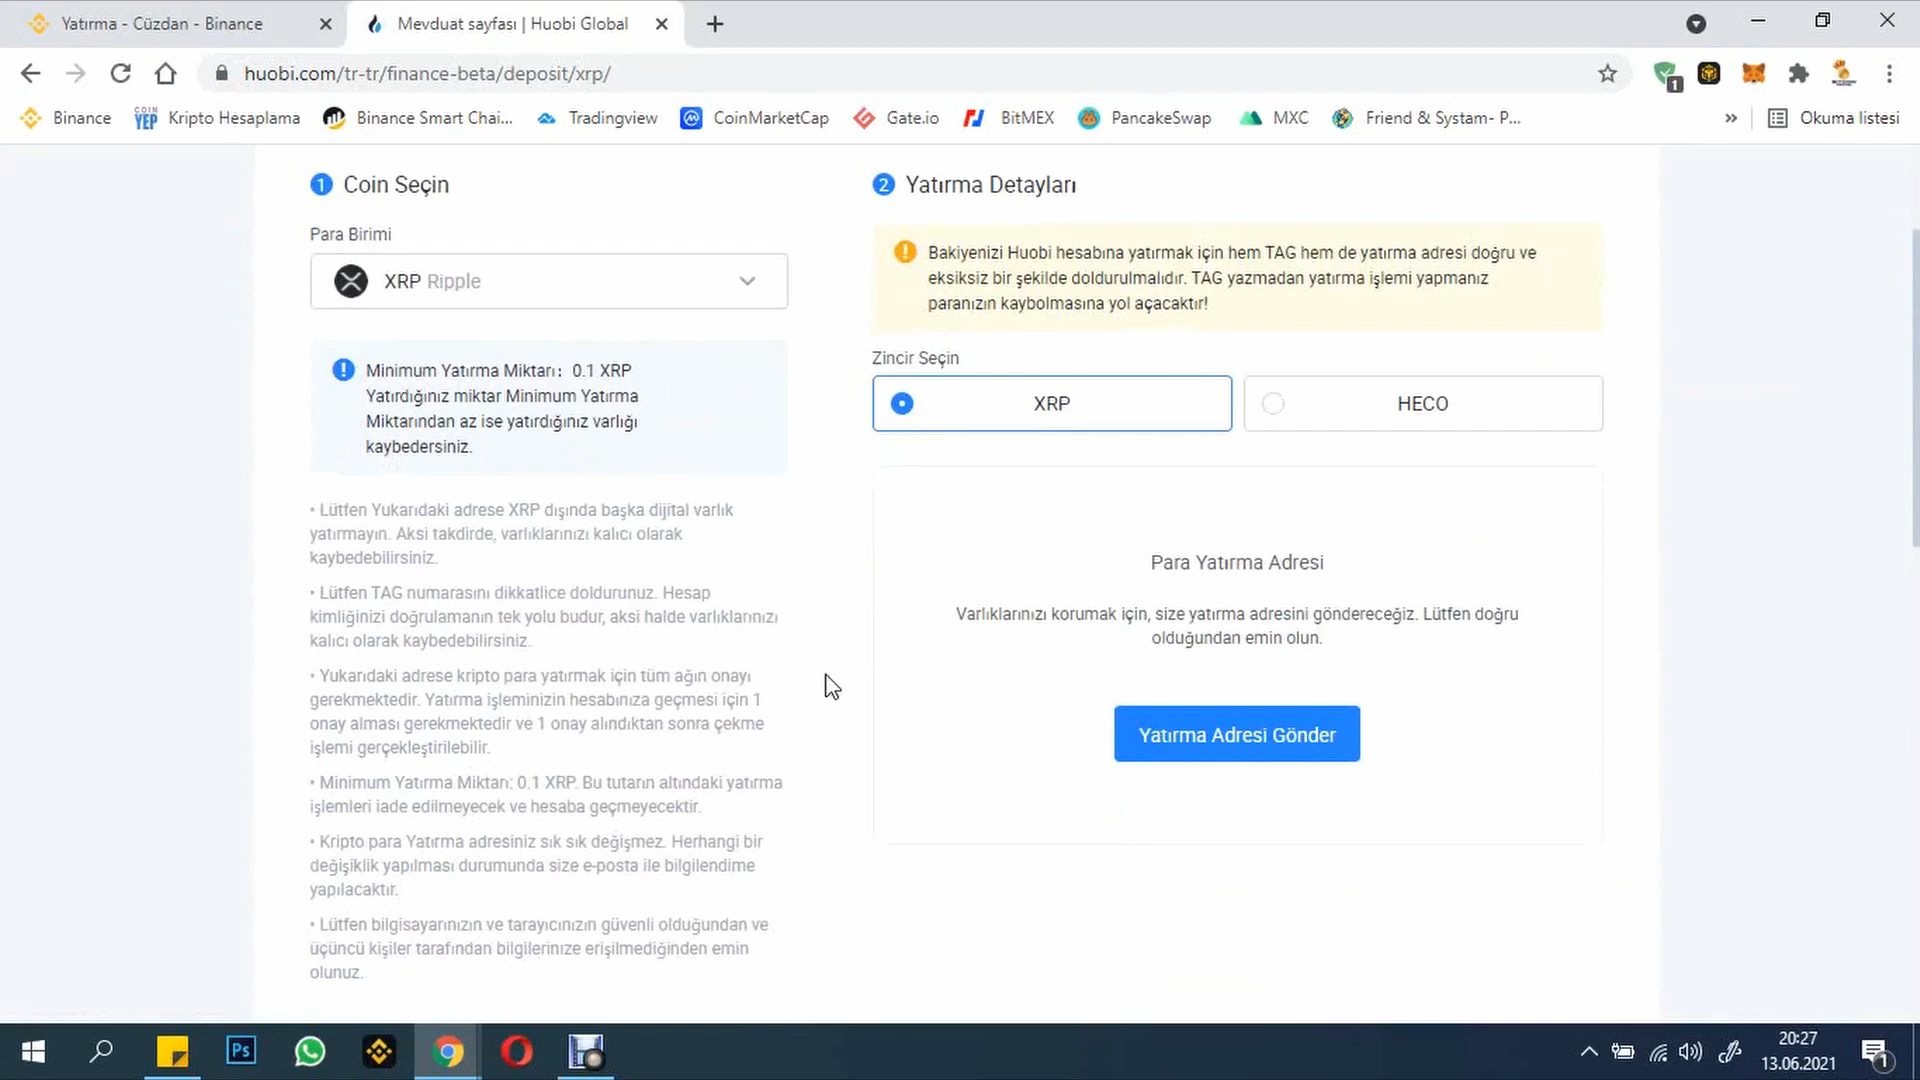 Yatırma - Cüzdan - Binance
Mevduat sayfası | Huobi Global
huobi.com/tr-tr/finance-beta/deposit/xrp/
1
Binance
COIN YEP
Kripto Hesaplama
Binance Smart Chai...
Tradingview
CoinMarketCap
Gate.io
BitMEX
PancakeSwap
MXC
Friend & Systam- P...
»
Okuma listesi
1 Coin Seçin
Para Birimi
XRP Ripple
Minimum Yatırma Miktarı: 0.1 XRP
Yatırdığınız miktar Minimum Yatırma
Miktarından az ise yatırdığınız varlığı
kaybedersiniz.
• Lütfen Yukarıdaki adrese XRP dışında başka dijital varlık
yatırmayın. Aksi takdirde, varlıklarınızı kalıcı olarak
kaybedebilirsiniz.
• Lütfen TAG numarasını dikkatlice doldurunuz. Hesap
kimliğinizi doğrulamanın tek yolu budur, aksi halde varlıklarınızı
kalıcı olarak kaybedebilirsiniz.
• Yukarıdaki adrese kripto para yatırmak için tüm ağın onayı
gerekmektedir. Yatırma işleminizin hesabınıza geçmesi için 1
onay alması gerekmektedir ve 1 onay alındıktan sonra çekme
işlemi gerçekleştirilebilir.
• Minimum Yatırma Miktarı: 0.1 XRP. Bu tutarın altındaki yatırma
işlemleri iade edilmeyecek ve hesaba geçmeyecektir.
• Kripto para Yatırma adresiniz sık sık değişmez. Herhangi bir
değişiklik yapılması durumunda size e-posta ile bilgilendime
yapılacaktır.
• Lütfen bilgisayarınızın ve tarayıcınızın güvenli olduğundan ve
üçüncü kişiler tarafından bilgilerinize erişilmediğinden emin
olunuz.
2 Yatırma Detayları
Bakiyenizi Huobi hesabına yatırmak için hem TAG hem de yatırma adresi doğru ve
eksiksiz bir şekilde doldurulmalıdır. TAG yazmadan yatırma işlemi yapmanız
paranızın kaybolmasına yol açacaktır!
Zincir Seçin
XRP
HECO
Para Yatırma Adresi
Varlıklarınızı korumak için, size yatırma adresini göndereceğiz. Lütfen doğru
olduğundan emin olun.
Yatırma Adresi Gönder
Ps
20:27
13.06.2021
1